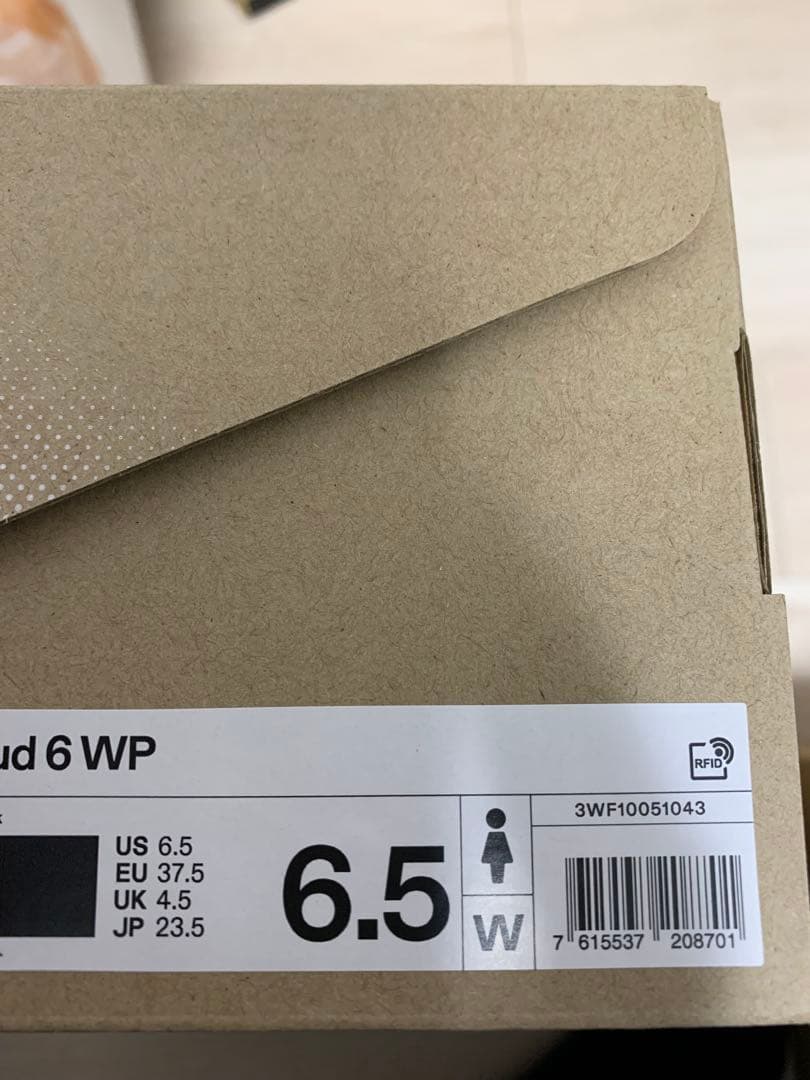 ud 6 WP
RFID
3WF10051043
US 6.5
EU 37.5
UK 4.5
JP 23.5
6.5
W
7 615537 208701